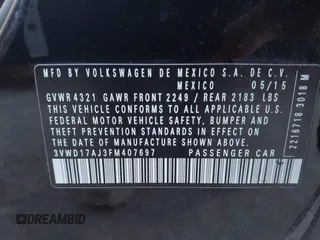 MFD BY VOLKSWAGEN DE MEXICO S.A. DE C.V.
MEXICO 05/15
GVWR 4321 GAWR FRONT 2249 / REAR 2183 LBS
THIS VEHICLE CONFORMS TO ALL APPLICABLE U.S.
FEDERAL MOTOR VEHICLE SAFETY, BUMPER AND
THEFT PREVENTION STANDARDS IN EFFECT ON THE
DATE OF MANUFACTURE SHOWN ABOVE
3VWD17AJ3FM407697 PASSENGER CAR
2216718 3018 M
DREAMBID